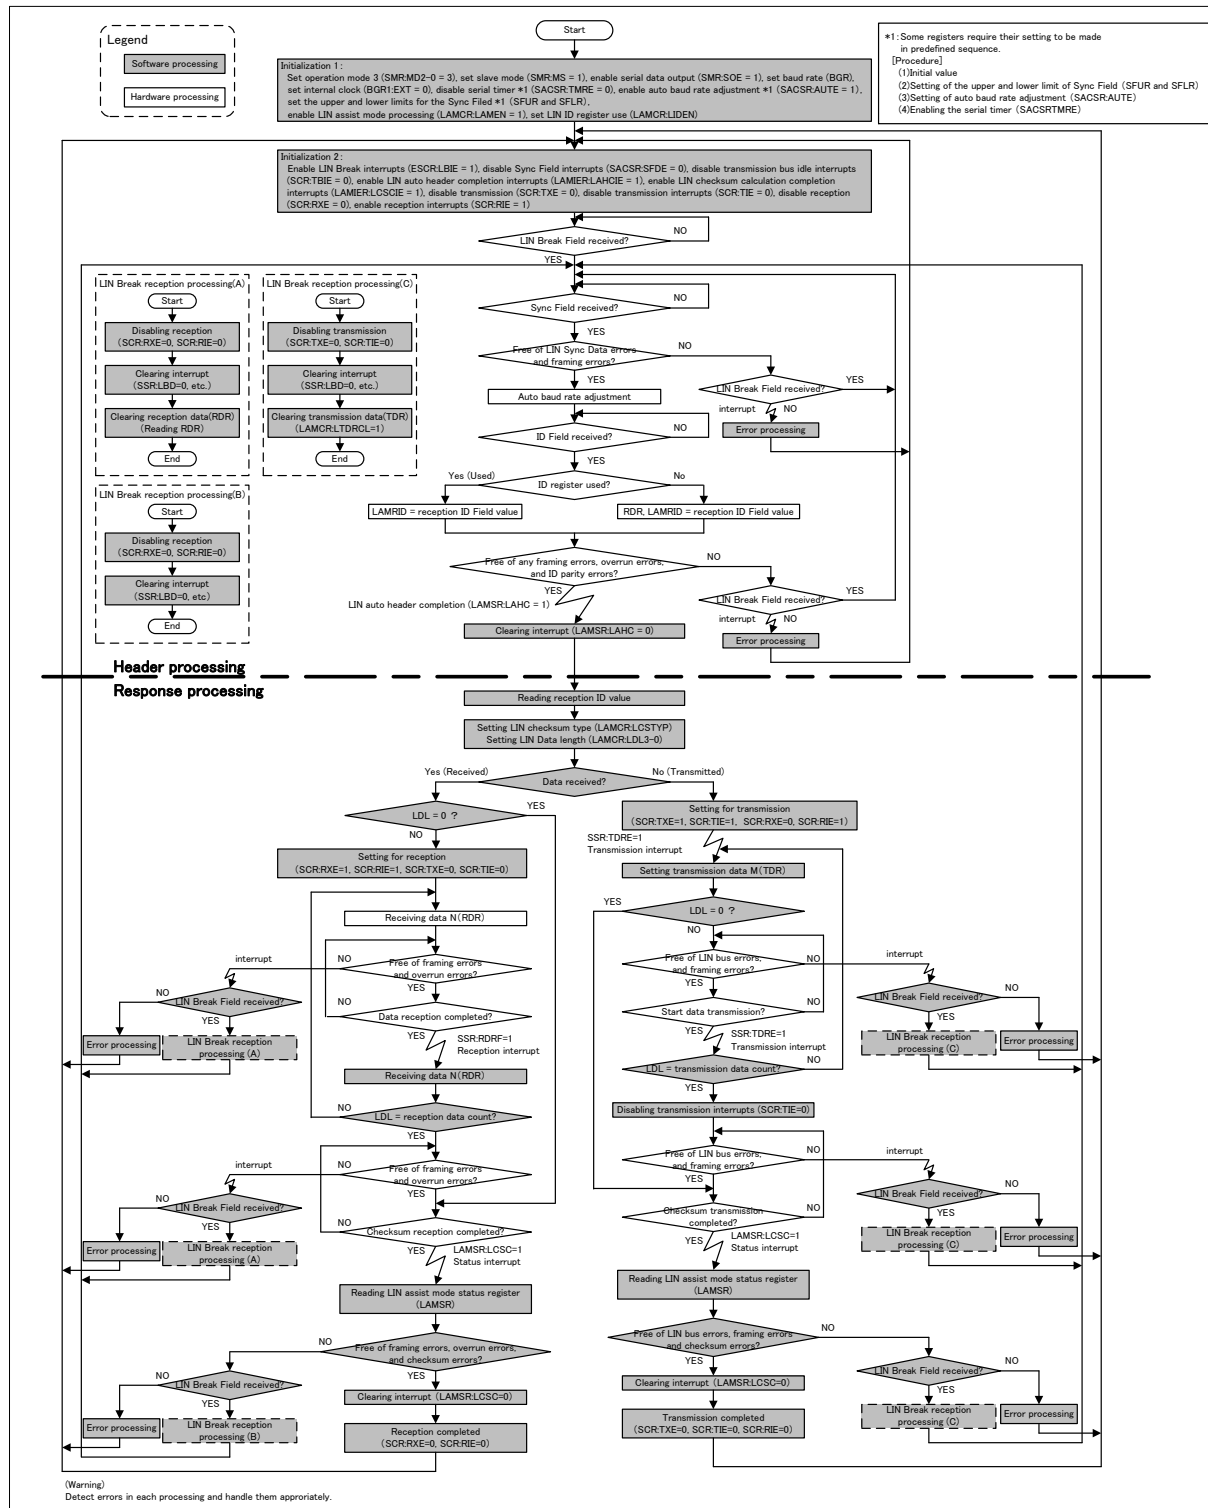 Start
Legend
Software processing
Hardware processing
*1:Some registers require their setting to be made
in predefined sequence.
[Procedure]
(1)Initial value
(2)Setting of the upper and lower limit of Sync Field (SFUR and SFLR)
(3)Setting of auto baud rate adjustment (SACSR:AUTE)
(4)Enabling the serial timer (SACSRTMRE)
Initialization 1:
Set operation mode 3 (SMR:MD2-0 = 3), set slave mode (SMR:MS = 1), enable serial data output (SMR:SOE = 1), set baud rate (BGR)
set internal clock (BGR1:EXT = 0), disable serial timer *1 (SACSR:TMRE = 0), enable auto baud rate adjustment *1 (SACSR:AUTE = 1),
set the upper and lower limits for the Sync Filed *1 (SFUR and SFLR),
enable LIN assist mode processing (LAMCR:LAMEN = 1), set LIN ID register use (LAMCR:LIDEN)
Initialization 2:
Enable LIN Break interrupts (ESCR:LBIE = 1), disable Sync Field interrupts (SACSR:SFDE = 0), disable transmission bus idle interrupts
(SCR:TBIE = 0), enable LIN auto header completion interrupts (LAMIER:LAHCIE = 1), enable LIN checksum calculation completion
interrupts (LAMIER:LCSCIE = 1), disable transmission (SCR:TXE = 0), disable transmission interrupts (SCR:TIE = 0), disable reception
(SCR:RXE = 0), enable reception interrupts (SCR:RIE = 1)
LIN Break Field received?
NO
YES
LIN Break reception processing(A)
Start
Disabling reception
(SCR:RXE=0, SCR:RIE=0)
Clearing interrupt
(SSR:LBD=0, etc.)
Clearing reception data(RDR)
(Reading RDR)
End
LIN Break reception processing(C)
Start
Disabling transmission
(SCR:TXE=0, SCR:TIE=0)
Clearing interrupt
(SSR:LBD=0, etc.)
Clearing transmission data(TDR)
(LAMCR:LTDRCL=1)
End
LIN Break reception processing(B)
Start
Disabling reception
(SCR:RXE=0, SCR:RIE=0)
Clearing interrupt
(SSR:LBD=0, etc)
End
Sync Field received?
NO
YES
Free of LIN Sync Data errors
and framing errors?
NO
YES
LIN Break Field received?
YES
interrupt
NO
Error processing
Auto baud rate adjustment
ID Field received?
NO
YES
ID register used?
Yes (Used)
No
LAMRID = reception ID Field value
RDR, LAMRID = reception ID Field value
Free of any framing errors, overrun errors,
and ID parity errors?
NO
YES
LIN Break Field received?
YES
interrupt
NO
Error processing
LIN auto header completion (LAMSR:LAHC = 1)
Clearing interrupt (LAMSR:LAHC = 0)
Header processing
Response processing
Reading reception ID value
Setting LIN checksum type (LAMCR:LCSTYP)
Setting LIN Data length (LAMCR:LDL3-0)
Data received?
Yes (Received)
No (Transmitted)
LDL = 0 ?
YES
NO
Setting for reception
(SCR:RXE=1, SCR:RIE=1, SCR:TXE=0, SCR:TIE=0)
Receiving data N(RDR)
Free of framing errors
and overrun errors?
NO
YES
interrupt
LIN Break Field received?
NO
YES
Error processing
LIN Break reception
processing (A)
Data reception completed?
NO
YES
SSR:RDRF=1
Reception interrupt
Receiving data N(RDR)
LDL = reception data count?
NO
YES
Free of framing errors
and overrun errors?
NO
YES
interrupt
LIN Break Field received?
NO
YES
Error processing
LIN Break reception
processing (A)
Checksum reception completed?
NO
YES
LAMSR:LCSC=1
Status interrupt
Reading LIN assist mode status register
(LAMSR)
Free of framing errors, overrun errors,
and checksum errors?
NO
YES
LIN Break Field received?
NO
YES
Error processing
LIN Break reception
processing (B)
Clearing interrupt (LAMSR:LCSC=0)
Reception completed
(SCR:RXE=0, SCR:RIE=0)
Setting for transmission
(SCR:TXE=1, SCR:TIE=1, SCR:RXE=0, SCR:RIE=1)
SSR:TDRE=1
Transmission interrupt
Setting transmission data M(TDR)
LDL = 0 ?
YES
NO
Free of LIN bus errors,
and framing errors?
NO
YES
interrupt
LIN Break Field received?
NO
YES
LIN Break reception
processing (C)
Error processing
Start data transmission?
NO
YES
SSR:TDRE=1
Transmission interrupt
LDL = transmission data count?
NO
YES
Disabling transmission interrupts (SCR:TIE=0)
Free of LIN bus errors,
and framing errors?
NO
YES
interrupt
LIN Break Field received?
NO
YES
LIN Break reception
processing (C)
Error processing
Checksum transmission
completed?
NO
YES
LAMSR:LCSC=1
Status interrupt
Reading LIN assist mode status register
(LAMSR)
Free of LIN bus errors, framing errors
and checksum errors?
NO
YES
LIN Break Field received?
NO
YES
LIN Break reception
processing (C)
Error processing
Clearing interrupt (LAMSR:LCSC=0)
Transmission completed
(SCR:TXE=0, SCR:TIE=0, SCR:RIE=0)
(Warning)
Detect errors in each processing and handle them approriately.